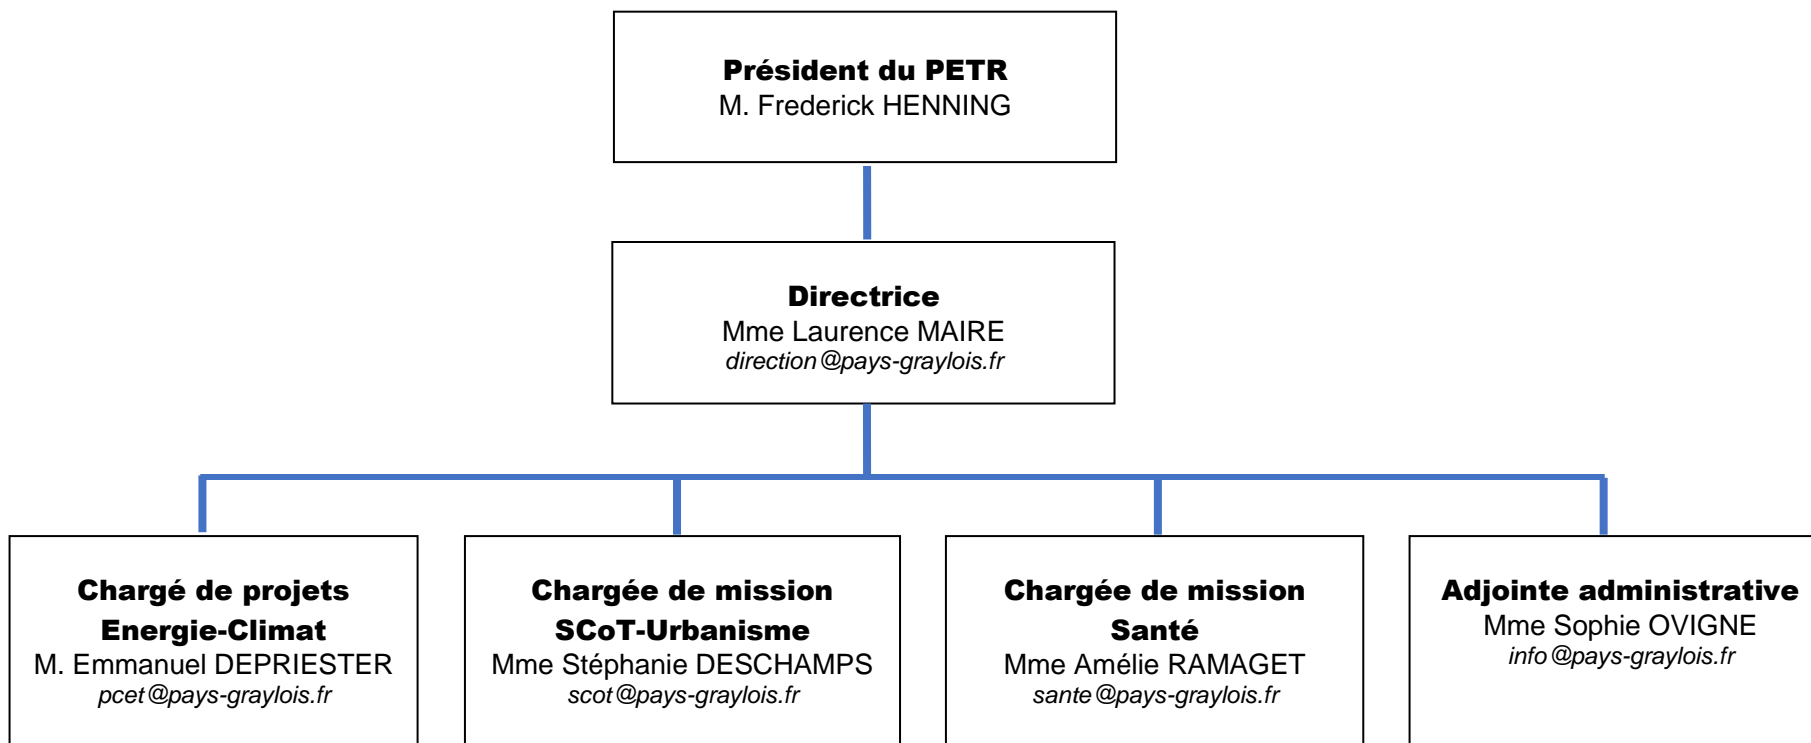 Président du PETR
M. Frederick HENNING
Directrice
Mme Laurence MAIRE
direction@pays-graylois.fr
Chargé de projets
Energie-Climat
M. Emmanuel DEPRIESTER
pcet@pays-graylois.fr
Chargée de mission
SCoT-Urbanisme
Mme Stéphanie DESCHAMPS
scot@pays-graylois.fr
Chargée de mission
Santé
Mme Amélie RAMAGET
sante@pays-graylois.fr
Adjointe administrative
Mme Sophie OVIGNE
info@pays-graylois.fr